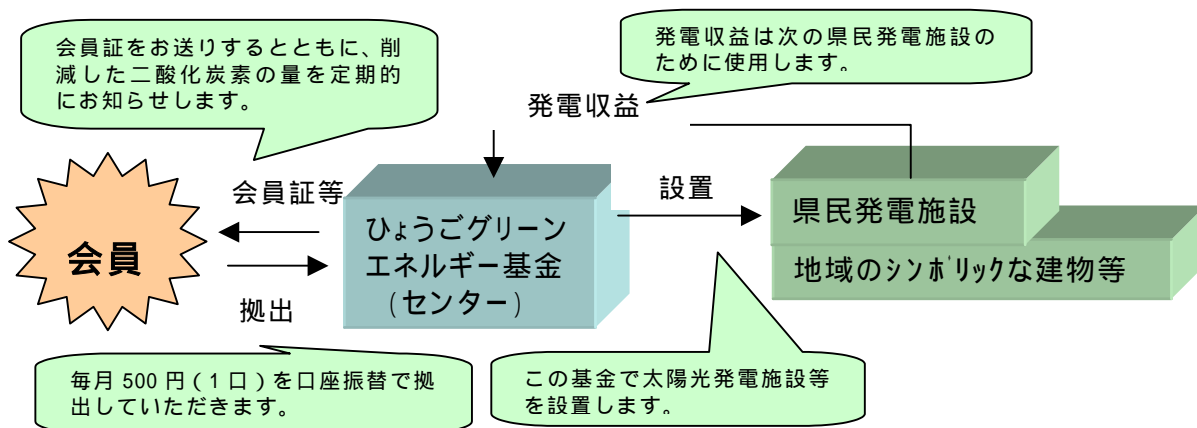 会員証をお送りするとともに、削
減した二酸化炭素の量を定期的
にお知らせします。
発電収益は次の県民発電施設の
ために使用します。
発電収益
会員証等
設置
会員
ひょうごグリーン
エネルギー基金
(センター)
県民発電施設
地域のシンボリックな建物等
拠出
毎月 500 円(1口)を口座振替で拠
出していただきます。
この基金で太陽光発電施設等
を設置します。